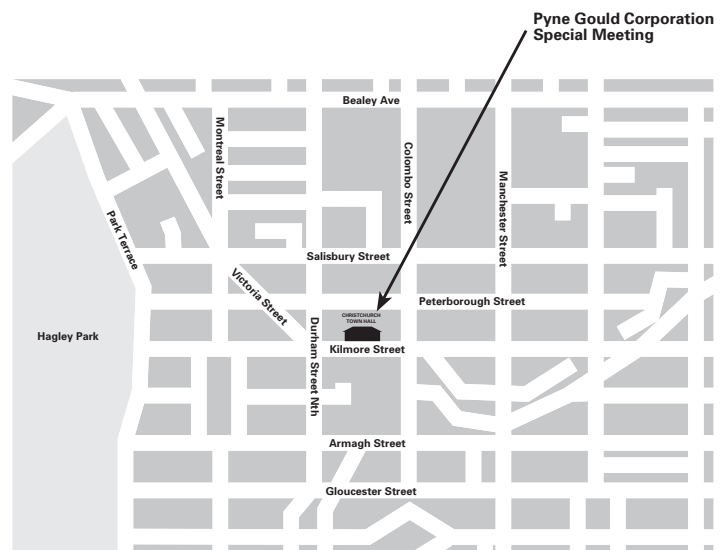 Pyne Gould Corporation
Special Meeting
Bealey Ave
Montreal Street
Colombo Street
Manchester Street
Park Terrace
Salisbury Street
Victoria Street
Peterborough Street
CHRISTCHURCH
TOWN HALL
Durham Street Nth
Hagley Park
Kilmore Street
Armagh Street
Gloucester Street